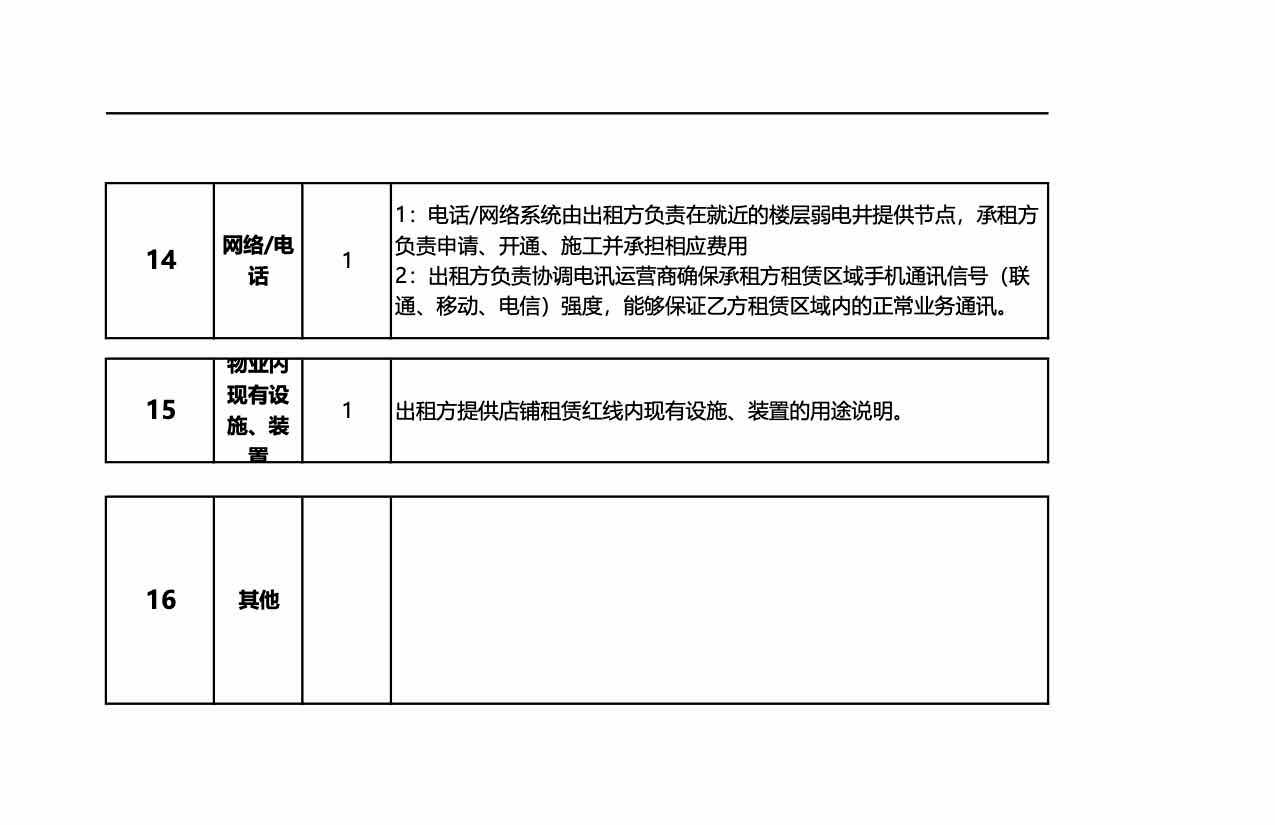 14
网络/电
话
1
1：电话/网络系统由出租方负责在就近的楼层弱电井提供节点，承租方
负责申请、开通、施工并承担相应费用
2：出租方负责协调电讯运营商确保承租方租赁区域手机通讯信号（联
通、移动、电信）强度，能够保证乙方租赁区域内的正常业务通讯。
15
物业内
现有设
施、装
置
1
出租方提供店铺租赁红线内现有设施、装置的用途说明。
16
其他